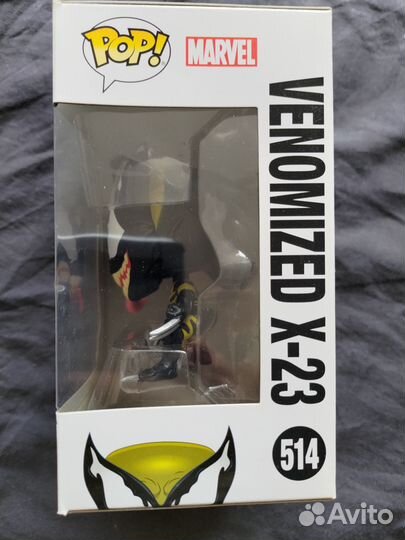 POP!
MARVEL
VENOMIZED X-23
514
Avito